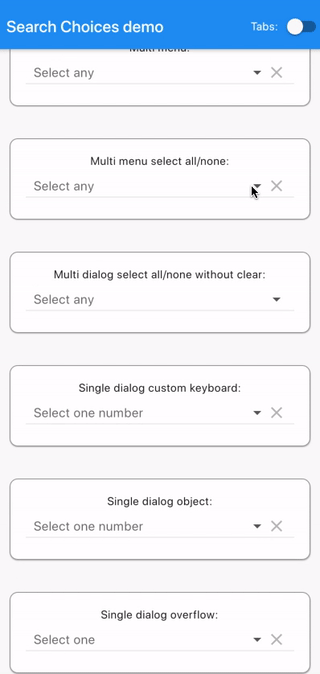 Search Choices demo
Tabs:
Multi menu:
Select any
Multi menu select all/none:
Select any
Multi dialog select all/none without clear:
Select any
Single dialog custom keyboard:
Select one number
Single dialog object:
Select one number
Single dialog overflow:
Select one